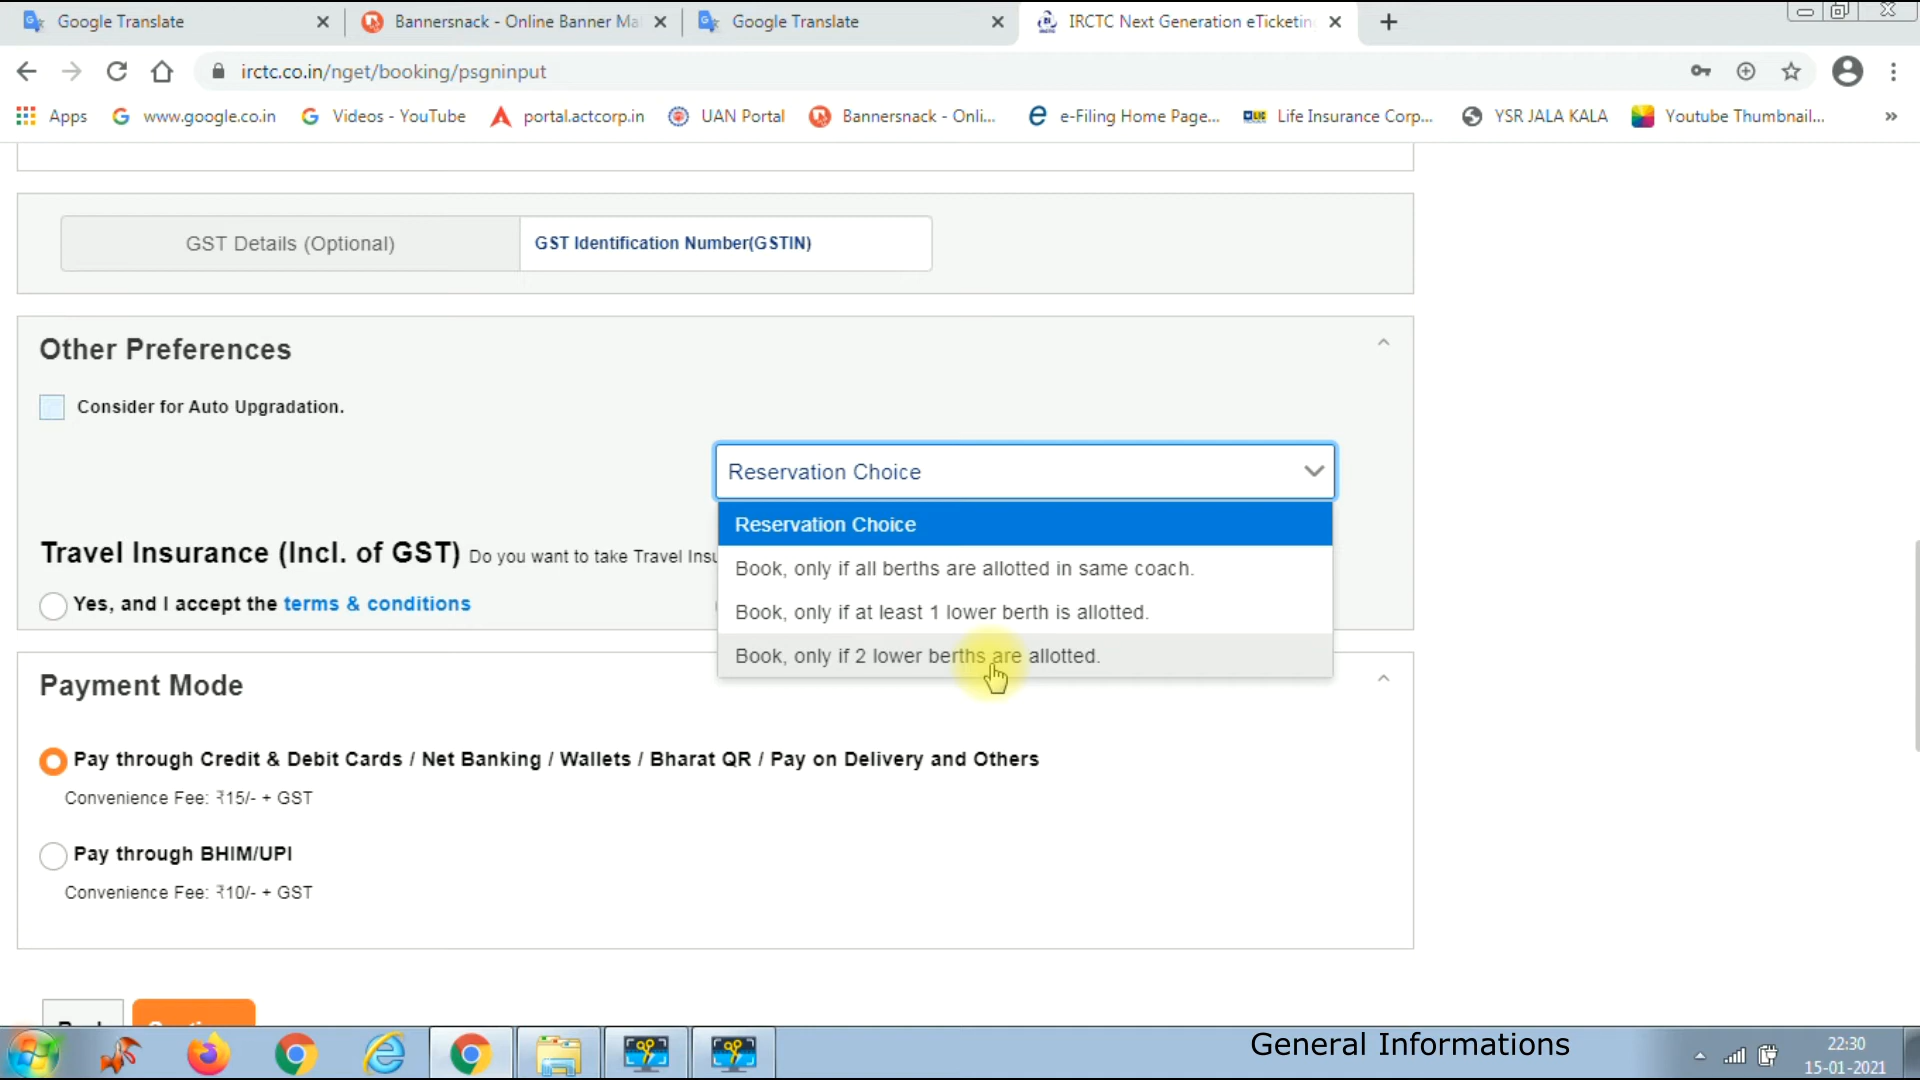 Google Translate
Bannersnack - Online Banner Ma
Google Translate
IRCTC Next Generation eTicketin
irctc.co.in/nget/booking/psgninput
Apps
www.google.co.in
Videos - YouTube
portal.actcorp.in
UAN Portal
Bannersnack - Onli...
e-Filing Home Page...
Life Insurance Corp...
YSR JALA KALA
Youtube Thumbnail...
GST Details (Optional)
GST Identification Number(GSTIN)
Other Preferences
Consider for Auto Upgradation.
Reservation Choice
Reservation Choice
Book, only if all berths are allotted in same coach.
Book, only if at least 1 lower berth is allotted.
Book, only if 2 lower berths are allotted.
Travel Insurance (Incl. of GST) Do you want to take Travel Insu
Yes, and I accept the terms & conditions
Payment Mode
Pay through Credit & Debit Cards / Net Banking / Wallets / Bharat QR / Pay on Delivery and Others
Convenience Fee: ₹15/- + GST
Pay through BHIM/UPI
Convenience Fee: ₹10/- + GST
General Informations
22:30
15-01-2021